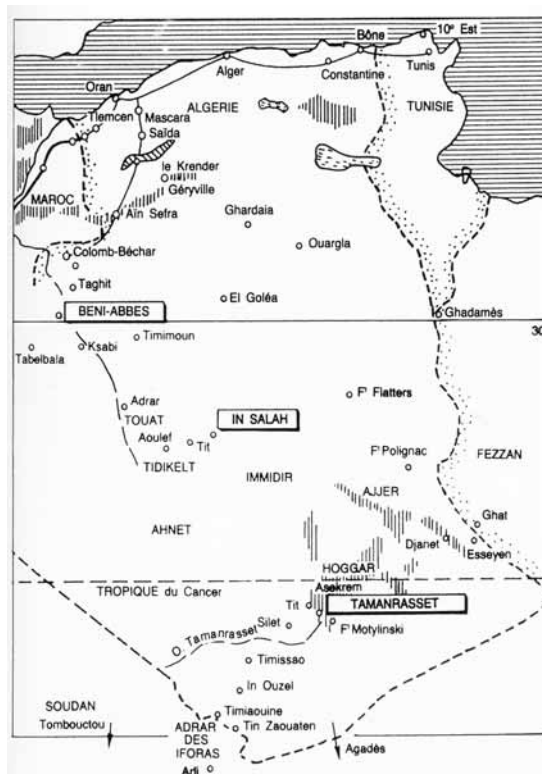 Bône
10° Est
Alger
Constantine
Tunis
Oran
Tlemcen
Mascara
ALGERIE
TUNISIE
Saïda
le Krender
Géryville
MAROC
Aïn Sefra
Ghardaia
Ouargla
Colomb-Béchar
Taghit
El Goléa
BENI-ABBES
Ghadamès
30
Timimoun
Tabelbala
Ksabi
Adrar
Ft Flatters
TOUAT
IN SALAH
Aoulef
Tit
TIDIKELT
Ft Polignac
FEZZAN
IMMIDIR
AJJER
Ghat
AHNET
Djanet
Esseyen
HOGGAR
TROPIQUE du Cancer
Asekrem
Tit
TAMANRASSET
Silet
Ft Motylinski
O. Tamanrasset
Timissao
In Ouzel
SOUDAN
Tombouctou
Timiaouine
ADRAR
DES
IFORAS
Tin Zaouaten
Agadès